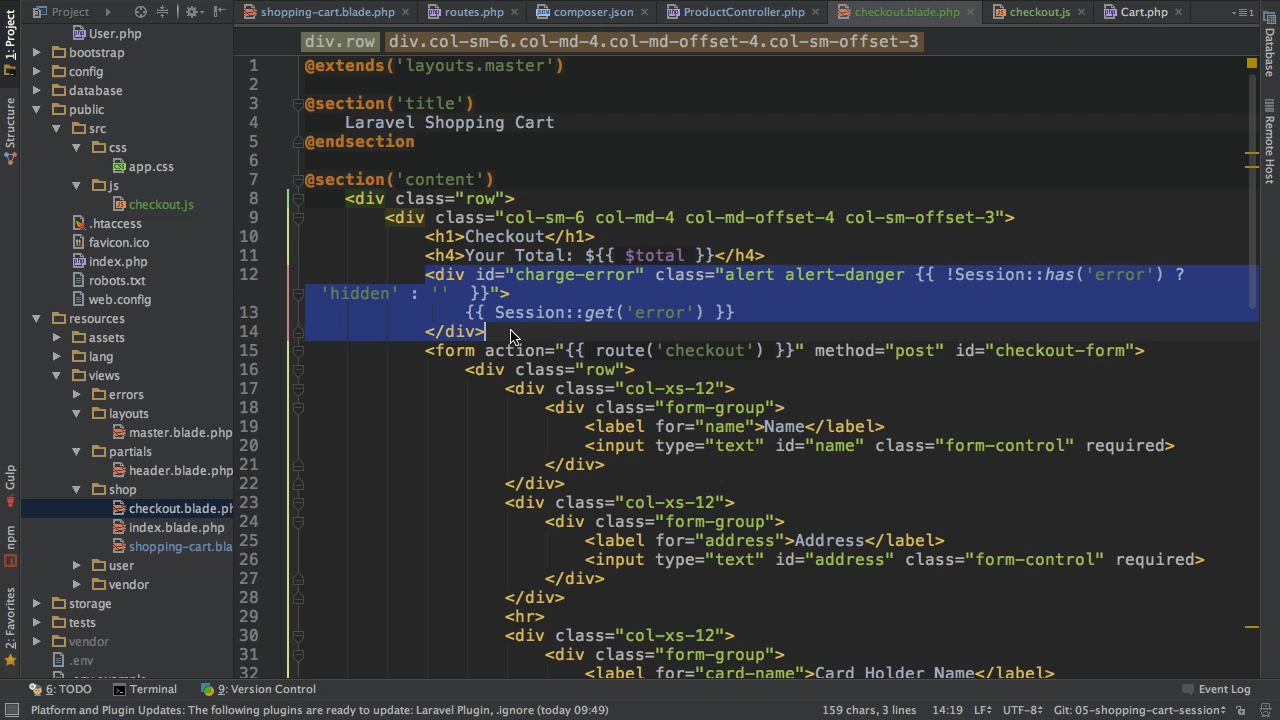 Project
shopping-cart.blade.php
routes.php
composer.json
ProductController.php
checkout.blade.php
checkout.js
Cart.php
1: Project
Structure
Gulp
npm
2: Favorites
User.php
bootstrap
config
database
public
src
css
app.css
js
checkout.js
.htaccess
favicon.ico
index.php
robots.txt
web.config
resources
assets
lang
views
errors
layouts
master.blade.php
partials
header.blade.php
shop
checkout.blade.ph
index.blade.php
shopping-cart.bla
user
vendor
storage
tests
vendor
.env
div.row div.col-sm-6.col-md-4.col-md-offset-4.col-sm-offset-3
1 @extends('layouts.master')
2
3 @section('title')
4 Laravel Shopping Cart
5 @endsection
6
7 @section('content')
8 <div class="row">
9 <div class="col-sm-6 col-md-4 col-md-offset-4 col-sm-offset-3">
10 <h1>Checkout</h1>
11 <h4>Your Total: ${{ $total }}</h4>
12 <div id="charge-error" class="alert alert-danger {{ !Session::has('error') ?
'hidden' : '' }}">
13 {{ Session::get('error') }}
14 </div>
15 <form action="{{ route('checkout') }}" method="post" id="checkout-form">
16 <div class="row">
17 <div class="col-xs-12">
18 <div class="form-group">
19 <label for="name">Name</label>
20 <input type="text" id="name" class="form-control" required>
21 </div>
22 </div>
23 <div class="col-xs-12">
24 <div class="form-group">
25 <label for="address">Address</label>
26 <input type="text" id="address" class="form-control" required>
27 </div>
28 </div>
29 <hr>
30 <div class="col-xs-12">
31 <div class="form-group">
32 <label for="card-name">Card Holder Name</label>
Database
Remote Host
6: TODO
Terminal
9: Version Control
Event Log
Platform and Plugin Updates: The following plugins are ready to update: Laravel Plugin, .ignore (today 09:49)
159 chars, 3 lines 14:19 LF÷ UTF-8÷ Git: 05-shopping-cart-session÷